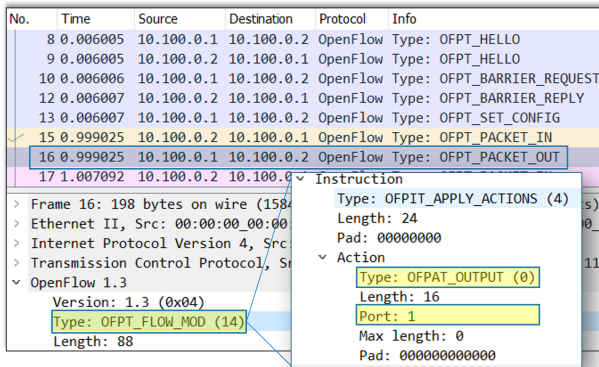 No. Time Source Destination Protocol Info
8 0.006005 10.100.0.1 10.100.0.2 OpenFlow Type: OFPT_HELLO
9 0.006005 10.100.0.2 10.100.0.1 OpenFlow Type: OFPT_HELLO
10 0.006006 10.100.0.1 10.100.0.2 OpenFlow Type: OFPT_BARRIER_REQUEST
12 0.006007 10.100.0.2 10.100.0.1 OpenFlow Type: OFPT_BARRIER_REPLY
13 0.006007 10.100.0.1 10.100.0.2 OpenFlow Type: OFPT_SET_CONFIG
15 0.999025 10.100.0.2 10.100.0.1 OpenFlow Type: OFPT_PACKET_IN
16 0.999025 10.100.0.1 10.100.0.2 OpenFlow Type: OFPT_PACKET_OUT
17 1.007092 10.100.0.2
Frame 16: 198 bytes on wire (1584
Ethernet II, Src: 00:00:00_00:00:
Internet Protocol Version 4, Src:
Transmission Control Protocol, Sr
OpenFlow 1.3
Version: 1.3 (0x04)
Type: OFPT_FLOW_MOD (14)
Length: 88
Instruction
Type: OFPIT_APPLY_ACTIONS (4)
Length: 24
Pad: 00000000
Action
Type: OFPAT_OUTPUT (0)
Length: 16
Port: 1
Max length: 0
Pad: 000000000000